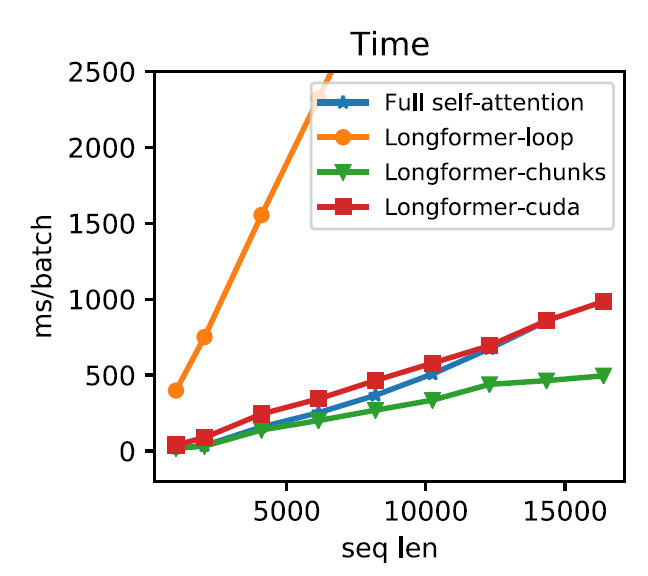 Time
2500
2000
1500
1000
500
0
ms/batch
Full self-attention
Longformer-loop
Longformer-chunks
Longformer-cuda
5000 10000 15000
seq len